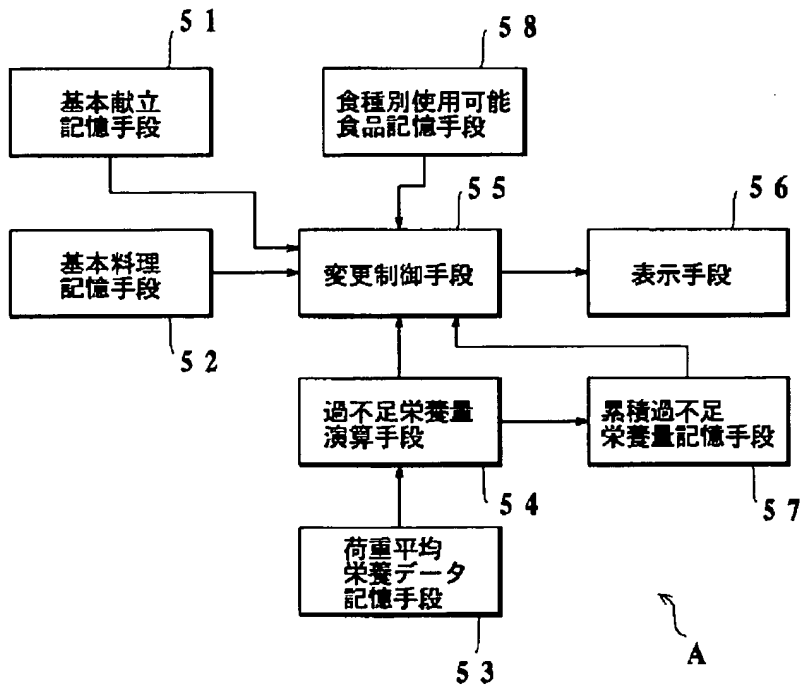 ５１
５８
基本献立
記憶手段
食種別使用可能
食品記憶手段
５５
５６
基本料理
記憶手段
変更制御手段
表示手段
５２
過不足栄養量
演算手段
累積過不足
栄養量記憶手段
５４
５７
荷重平均
栄養データ
記憶手段
５３
A